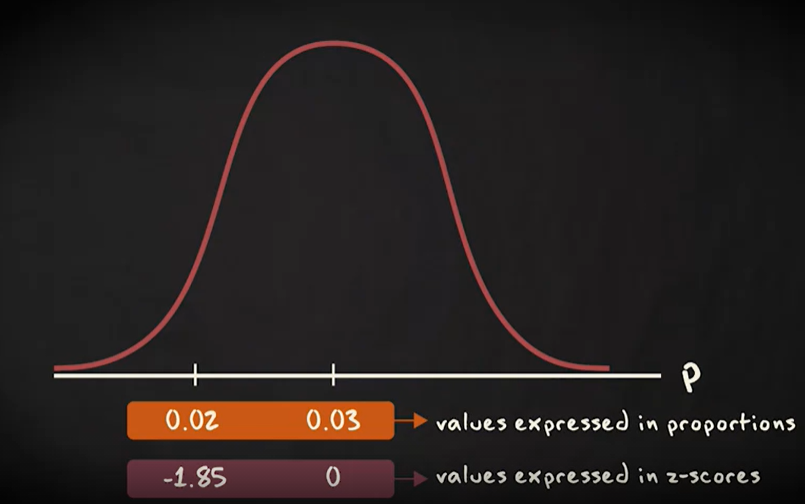 P
0.02 0.03 values expressed in proportions
-1.85 0 values expressed in z-scores